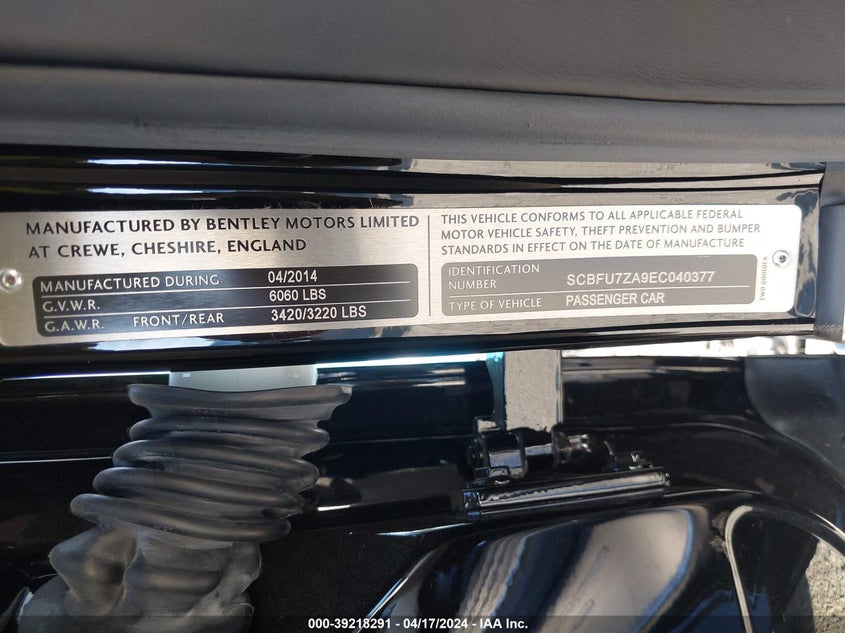 MANUFACTURED BY BENTLEY MOTORS LIMITED
AT CREWE, CHESHIRE, ENGLAND
MANUFACTURED DURING 04/2014
G.V.W.R. 6060 LBS
G.A.W.R. FRONT/REAR 3420/3220 LBS
THIS VEHICLE CONFORMS TO ALL APPLICABLE FEDERAL
MOTOR VEHICLE SAFETY, THEFT PREVENTION AND BUMPER
STANDARDS IN EFFECT ON THE DATE OF MANUFACTURE
IDENTIFICATION
NUMBER SCBFU7ZA9EC040377
TYPE OF VEHICLE PASSENGER CAR
000-39218291 - 04/17/2024 - IAA Inc.